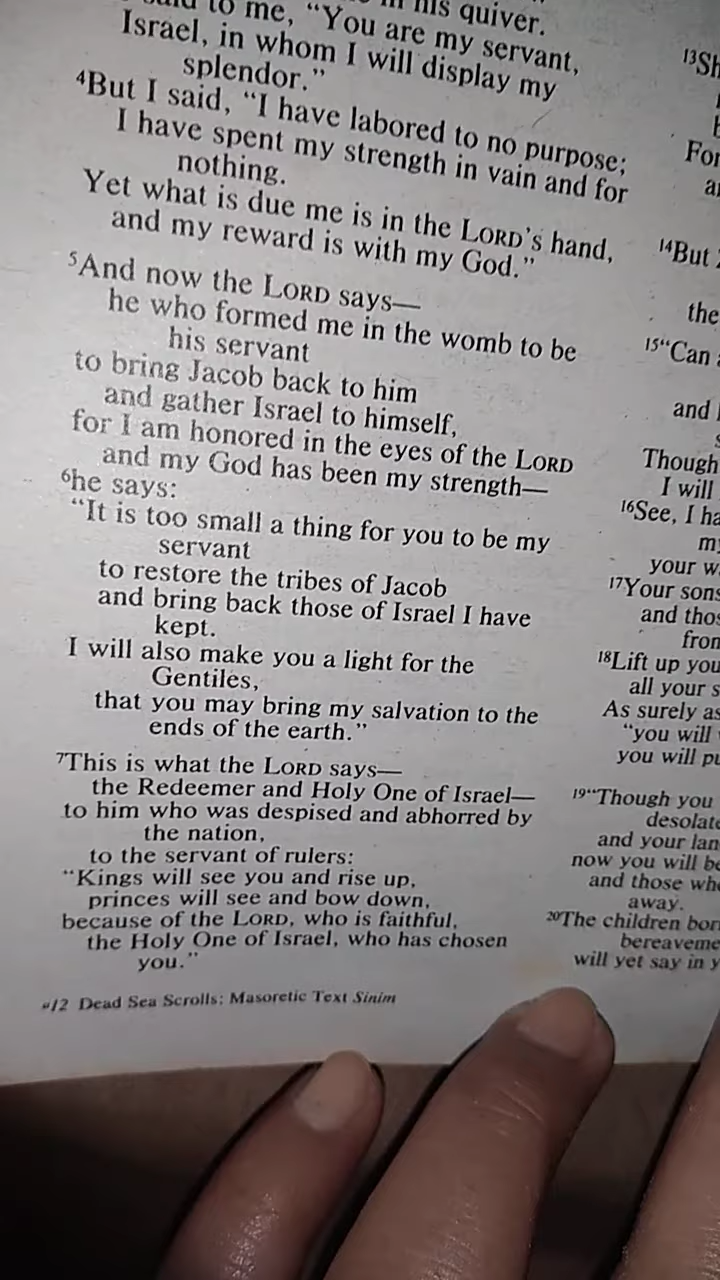 his quiver.
to me, "You are my servant,
Israel, in whom I will display my
splendor."
4But I said, "I have labored to no purpose;
I have spent my strength in vain and for
nothing.
Yet what is due me is in the LORD's hand,
and my reward is with my God."
5And now the LORD says—
he who formed me in the womb to be
his servant
to bring Jacob back to him
and gather Israel to himself,
for I am honored in the eyes of the LORD
and my God has been my strength—
6he says:
"It is too small a thing for you to be my
servant
to restore the tribes of Jacob
and bring back those of Israel I have
kept.
I will also make you a light for the
Gentiles,
that you may bring my salvation to the
ends of the earth."
7This is what the LORD says—
the Redeemer and Holy One of Israel—
to him who was despised and abhorred by
the nation,
to the servant of rulers:
"Kings will see you and rise up,
princes will see and bow down,
because of the LORD, who is faithful,
the Holy One of Israel, who has chosen
you."
a12 Dead Sea Scrolls; Masoretic Text Sinim
13Sh
For
14But
the
15"Can
and
Though
I will
16See, I ha
your w
17Your sons
and tho
from
18Lift up you
all your s
As surely as
"you will
you will pu
19"Though you
desolate
and your lan
now you will be
and those who
away.
20The children bor
bereaveme
will yet say in y